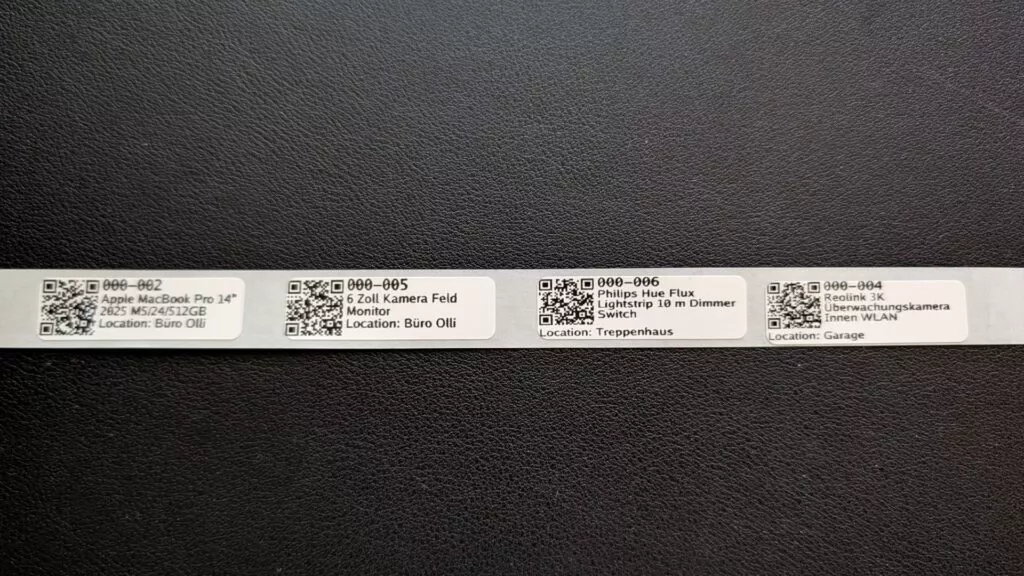 000-002
Apple MacBook Pro 14"
2025 M5/24/512GB
Location: Büro Olli
000-005
6 Zoll Kamera Feld
Monitor
Location: Büro Olli
000-006
Philips Hue Flux
Lightstrip 10 m Dimmer
Switch
Location: Treppenhaus
000-004
Reolink 3K
Überwachungskamera
Innen WLAN
Location: Garage